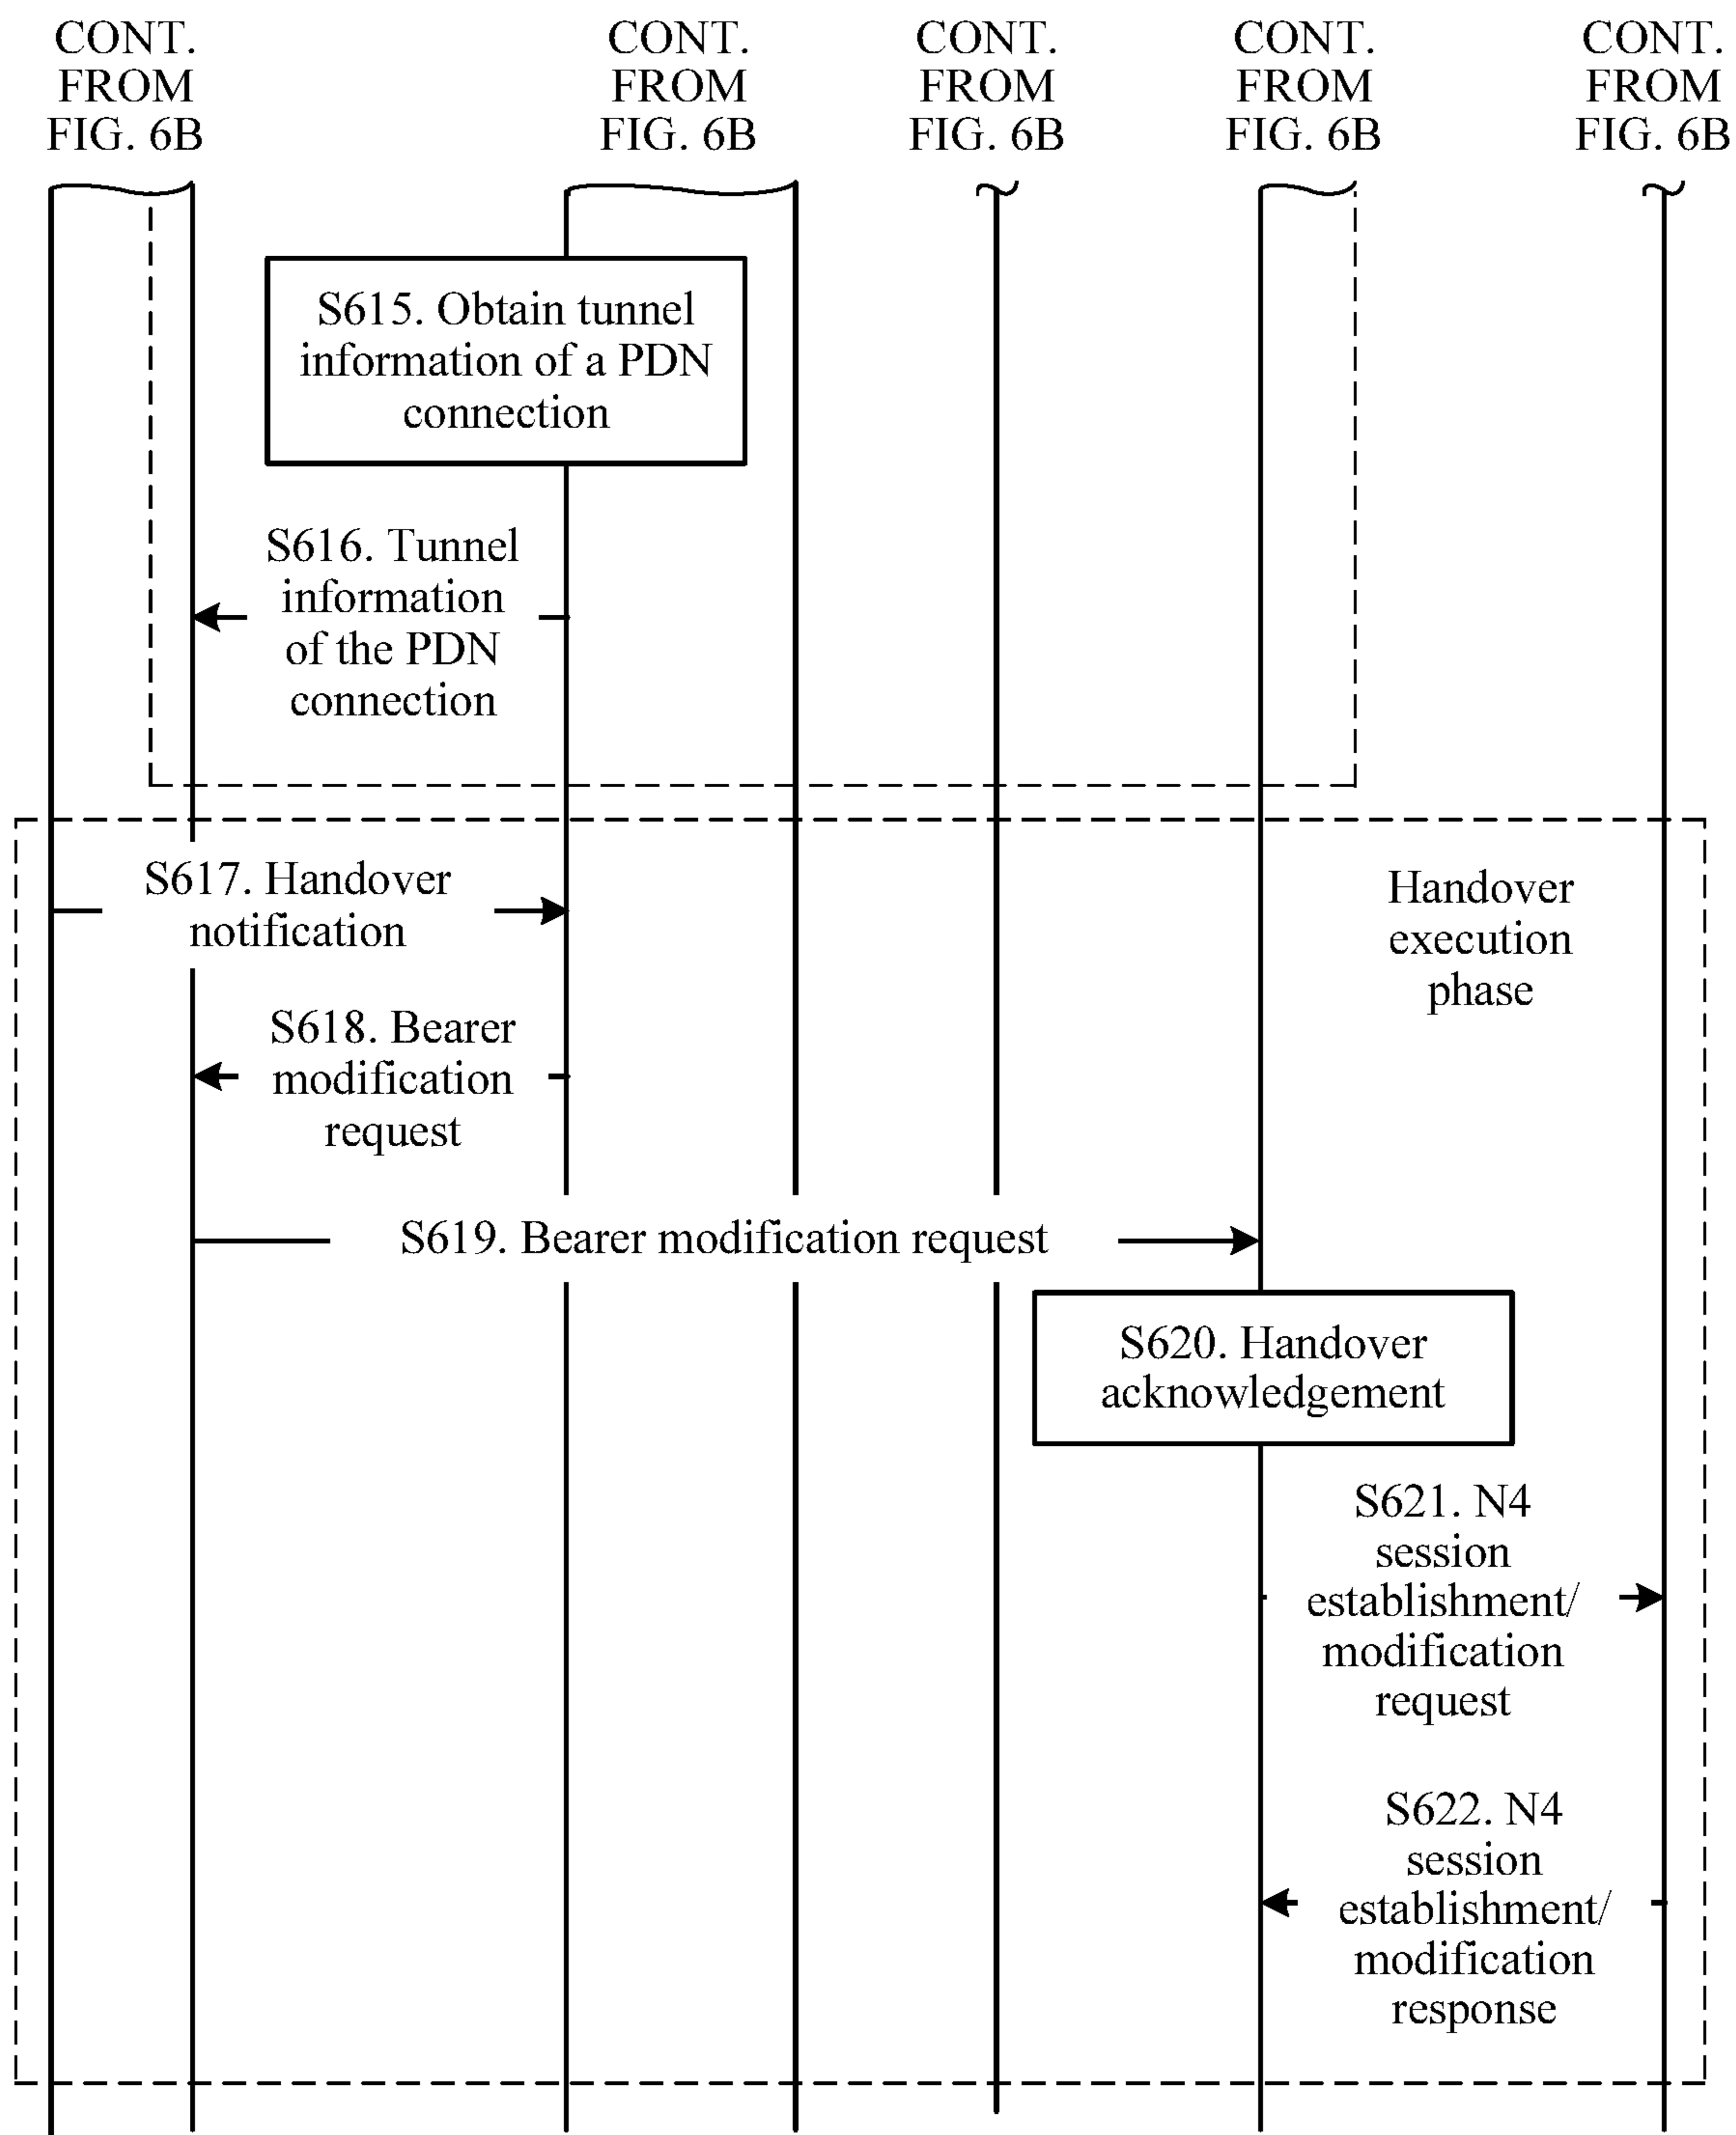 CONT.
FROM
FIG. 6B
CONT.
FROM
FIG. 6B
CONT.
FROM
FIG. 6B
CONT.
FROM
FIG. 6B
CONT.
FROM
FIG. 6B
S615. Obtain tunnel
information of a PDN
connection
S616. Tunnel
information
of the PDN
connection
S617. Handover
notification
Handover
execution
phase
S618. Bearer
modification
request
S619. Bearer modification request
S620. Handover
acknowledgement
S621. N4
session
establishment/
modification
request
S622. N4
session
establishment/
modification
response